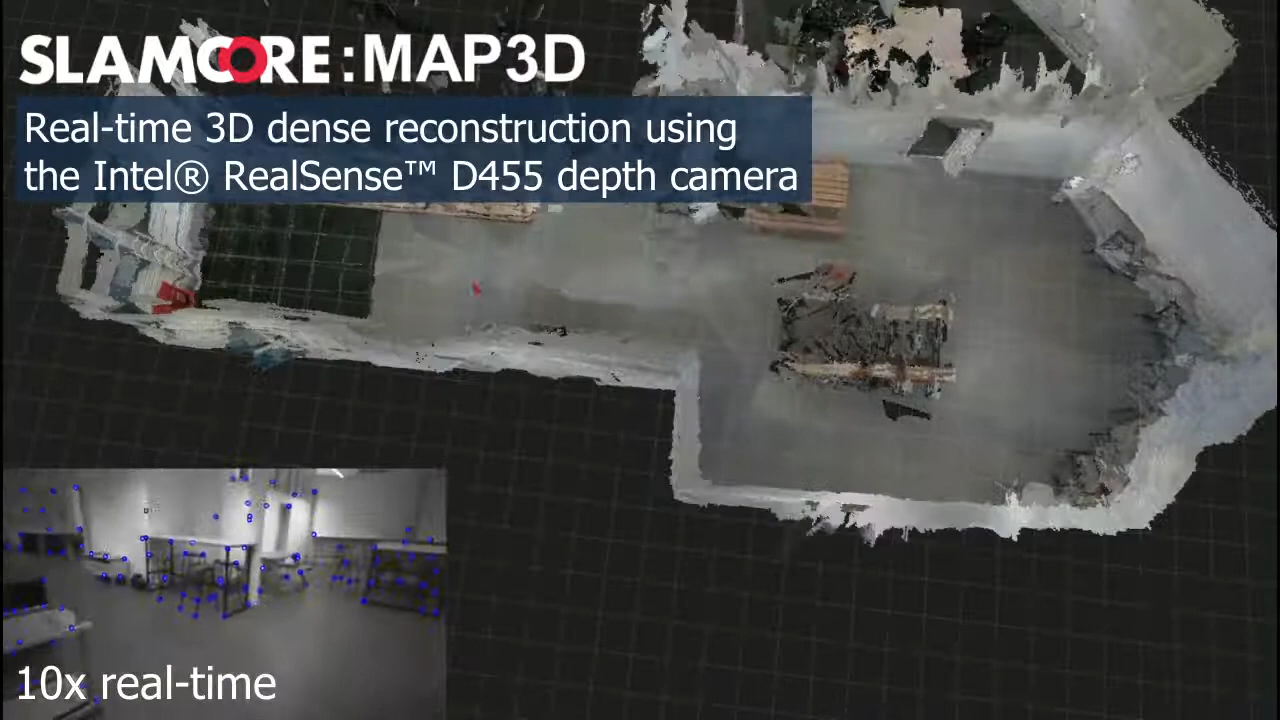 SLAMCORE:MAP3D
Real-time 3D dense reconstruction using
the Intel® RealSense™ D455 depth camera
10x real-time